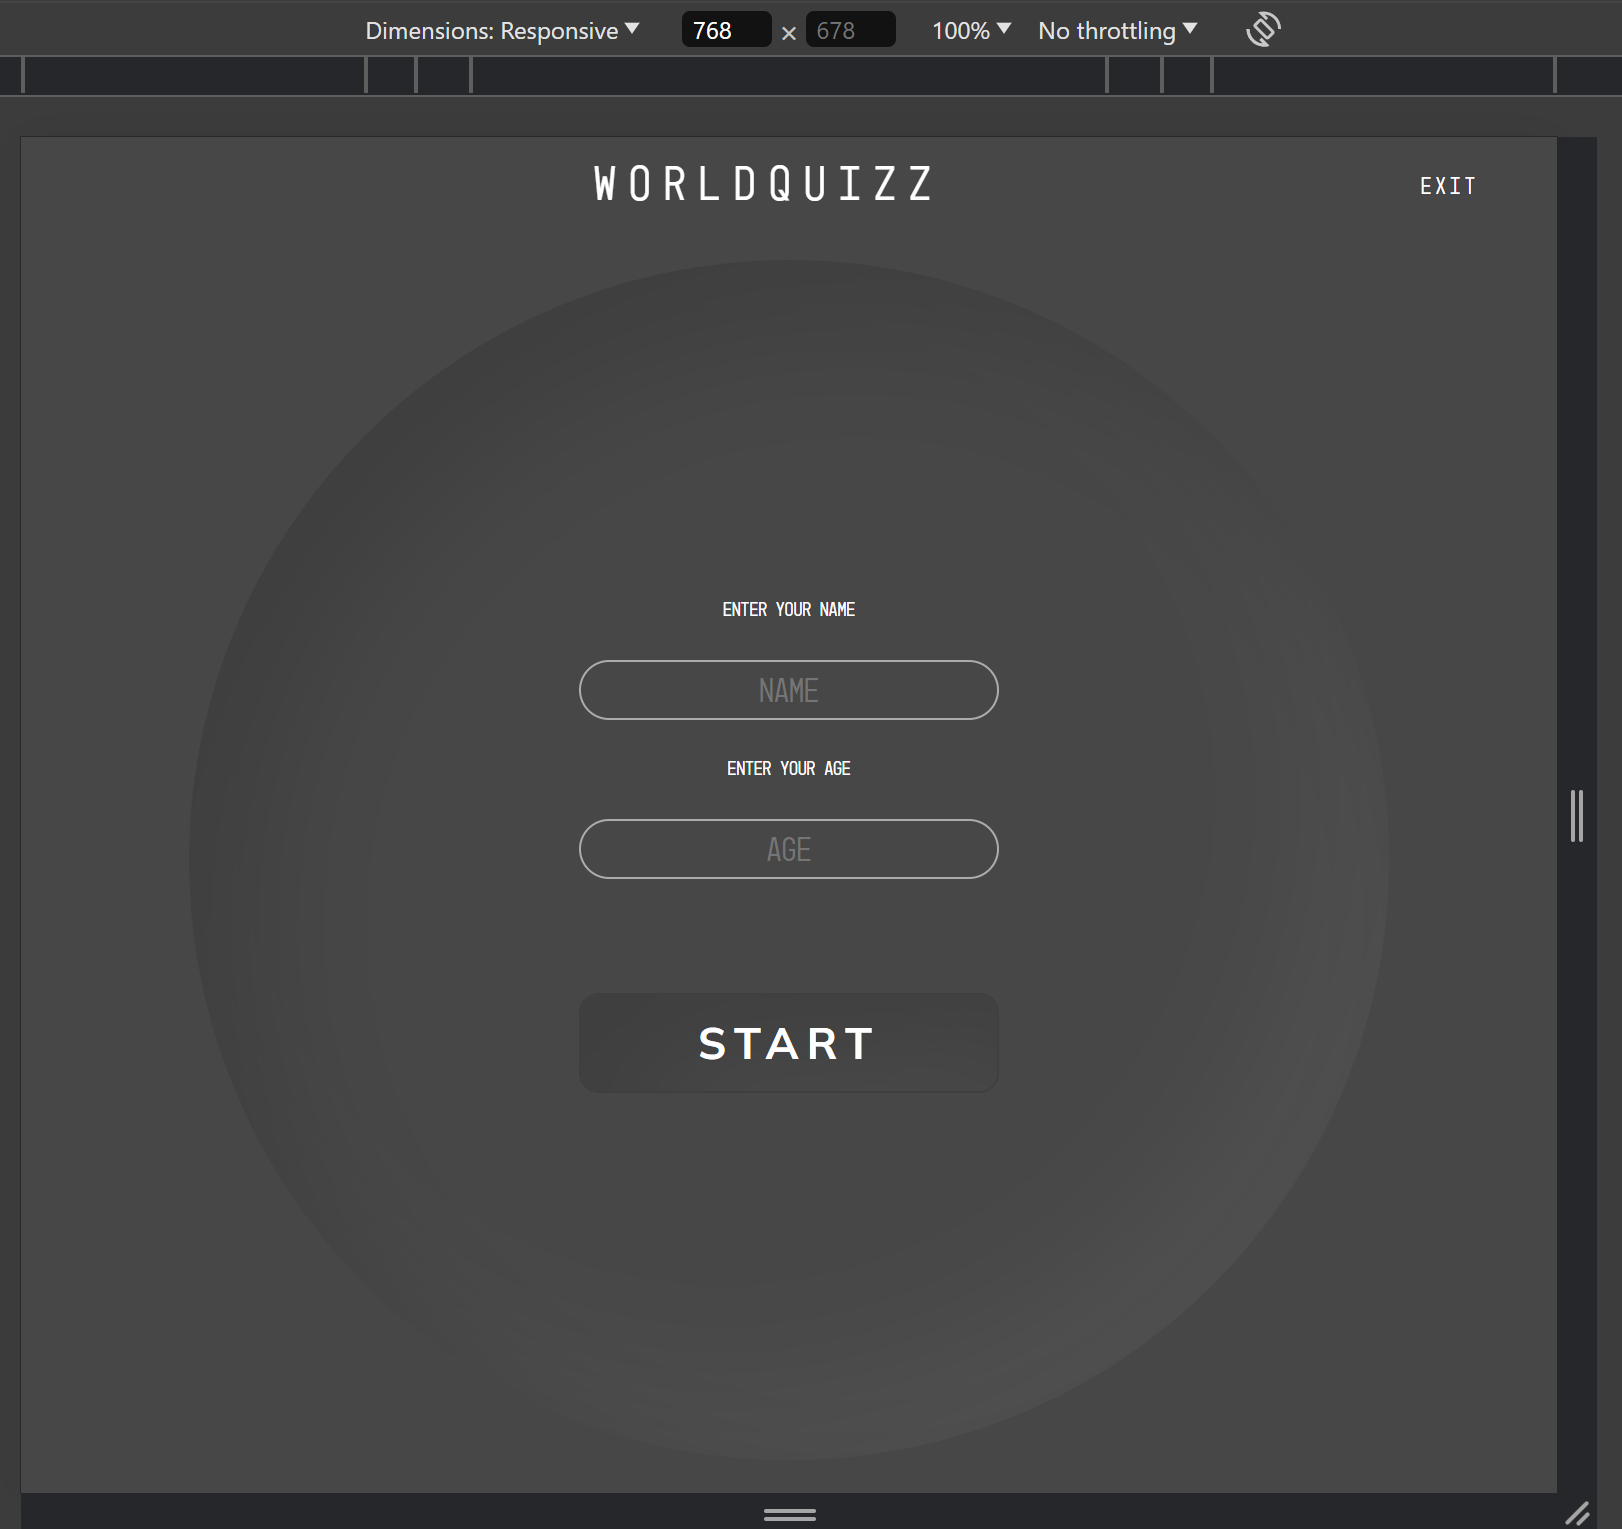 Dimensions: Responsive 768 × 678 100% No throttling
WORLDQUIZZ
EXIT
ENTER YOUR NAME
NAME
ENTER YOUR AGE
AGE
START